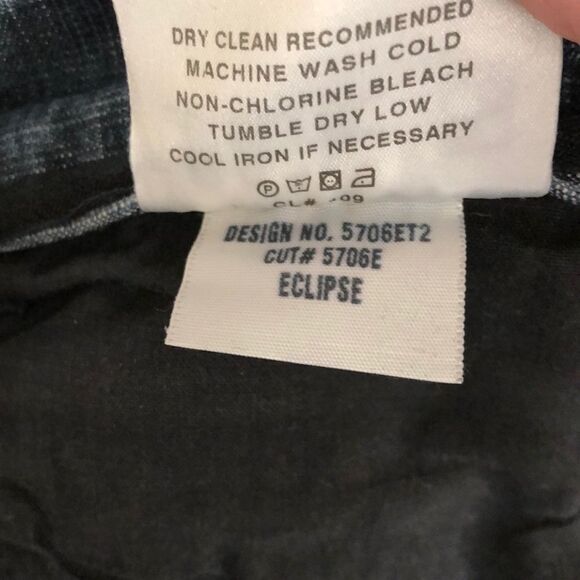 DRY CLEAN RECOMMENDED
MACHINE WASH COLD
NON-CHLORINE BLEACH
TUMBLE DRY LOW
COOL IRON IF NECESSARY
P
DESIGN NO. 5706ET2
CUT# 5706E
ECLIPSE